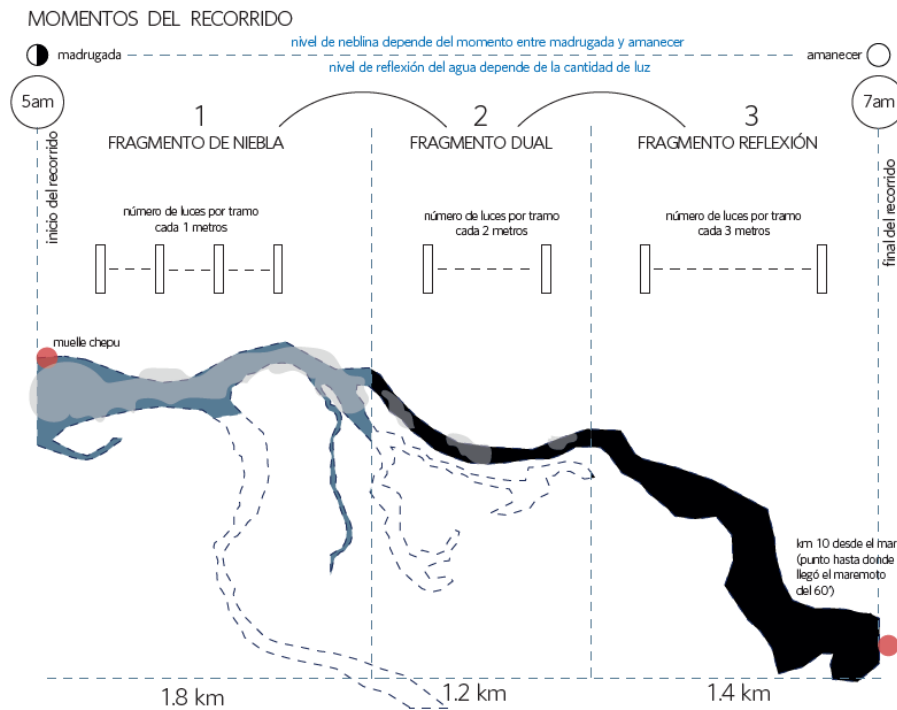 MOMENTOS DEL RECORRIDO
madrugada
nivel de neblina depende del momento entre madrugada y amanecer
nivel de reflexión del agua depende de la cantidad de luz
amanecer
5am
7am
inicio del recorrido
final del recorrido
1
FRAGMENTO DE NIEBLA
2
FRAGMENTO DUAL
3
FRAGMENTO REFLEXIÓN
número de luces por tramo
cada 1 metros
número de luces por tramo
cada 2 metros
número de luces por tramo
cada 3 metros
muelle chepu
km 10 desde el mar
(punto hasta donde
llegó el maremoto
del 60")
1.8 km
1.2 km
1.4 km